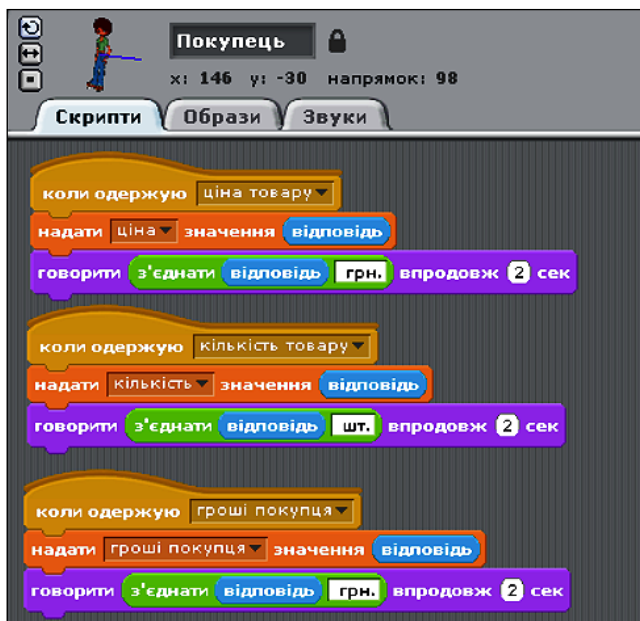 Покупець
x: 146 y: -30 напрямок: 98
Скрипти Образи Звуки
коли одержую ціна товару
надати ціна значення відповідь
говорити з'єднати відповідь грн. впродовж 2 сек
коли одержую кількість товару
надати кількість значення відповідь
говорити з'єднати відповідь шт. впродовж 2 сек
коли одержую гроші покупця
надати гроші покупця значення відповідь
говорити з'єднати відповідь грн. впродовж 2 сек